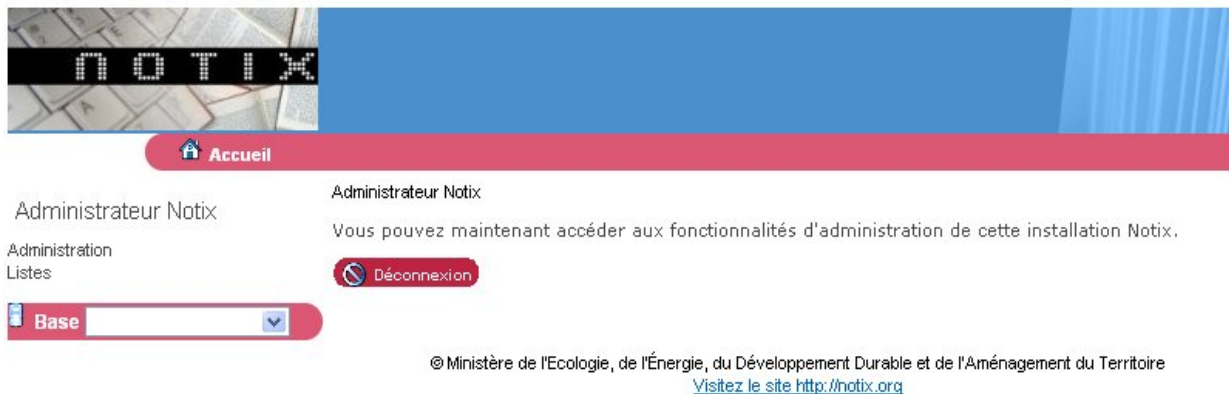 NOTIX
Accueil
Administrateur Notix
Administration
Listes
Base
Administrateur Notix
Vous pouvez maintenant accéder aux fonctionnalités d'administration de cette installation Notix.
Déconnexion
© Ministère de l'Ecologie, de l'Énergie, du Développement Durable et de l'Aménagement du Territoire
Visitez le site http://notix.org